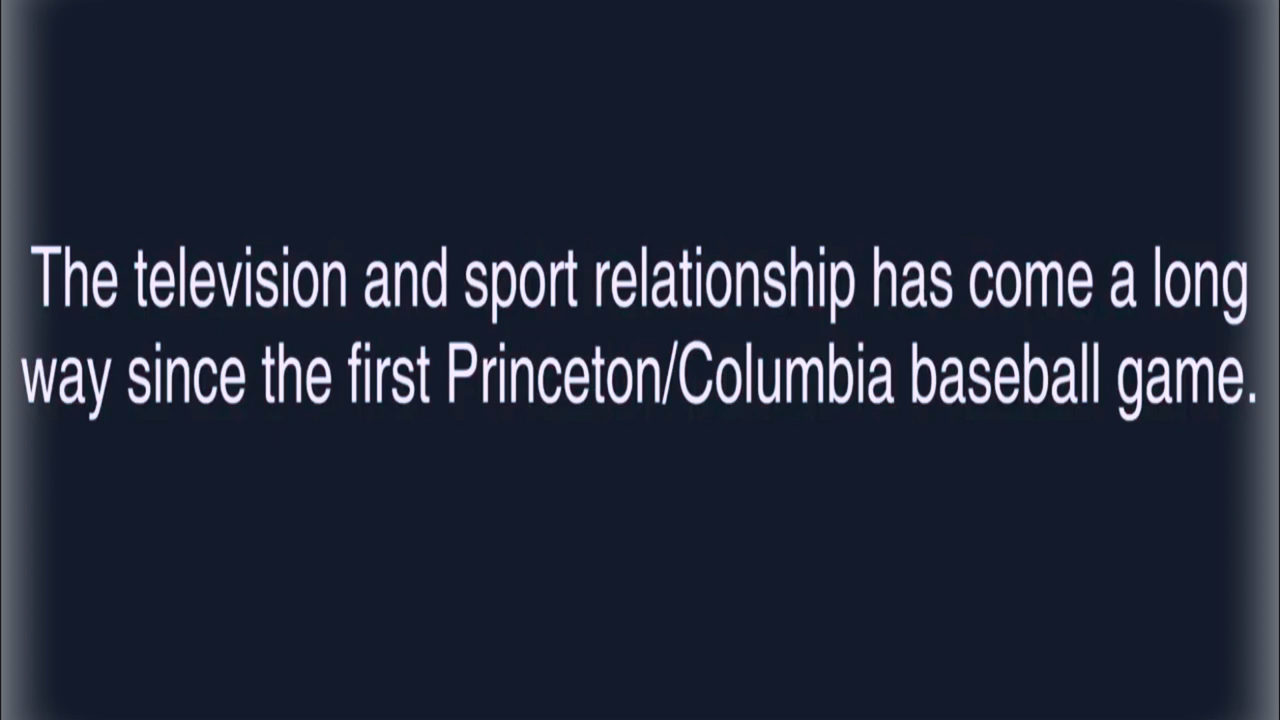 The television and sport relationship has come a long
way since the first Princeton/Columbia baseball game.